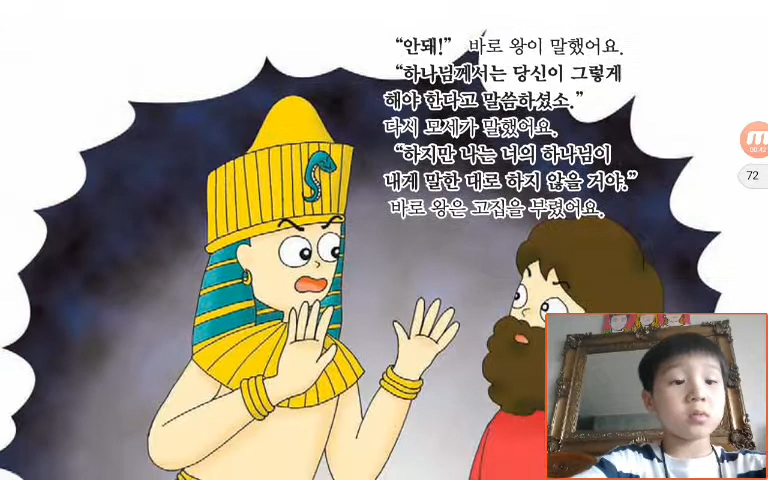 “안돼!” 바로 왕이 말했어요.
“하나님께서는 당신이 그렇게
해야 한다고 말씀하셨소.”
다시 모세가 말했어요.
“하지만 나는 너의 하나님이
내게 말한 대로 하지 않을 거야.”
바로 왕은 고집을 부렸어요.
72